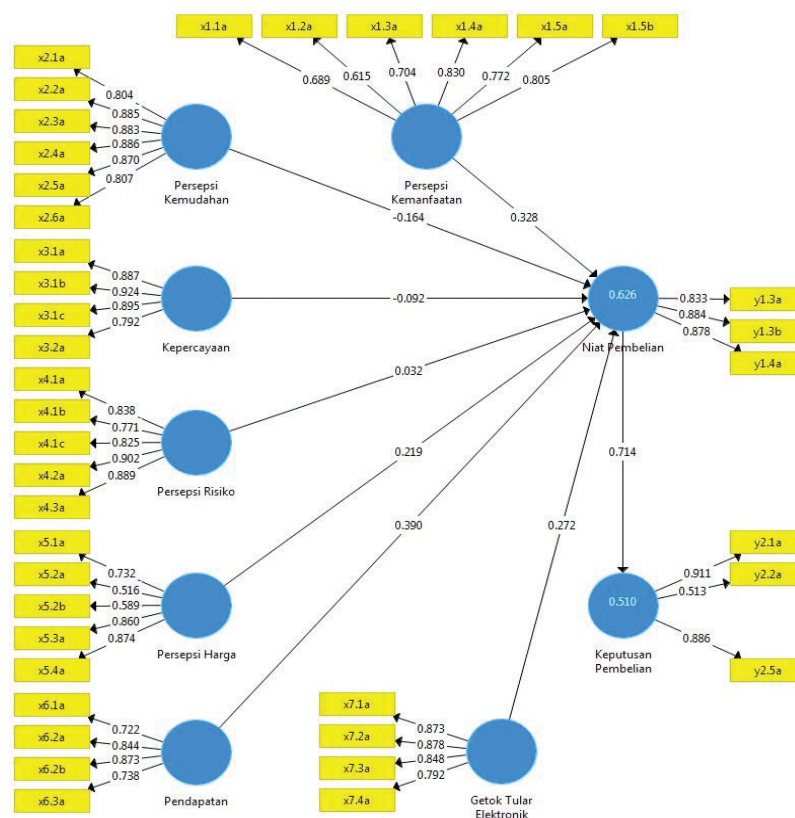 x1.1a
x1.2a
x1.3a
x1.4a
x1.5a
x1.5b
0.689
0.615
0.704
0.830
0.772
0.805
Persepsi
Kemanfaatan
0.328
x2.1a
x2.2a
x2.3a
x2.4a
x2.5a
x2.6a
0.804
0.885
0.883
0.886
0.870
0.807
Persepsi
Kemudahan
-0.164
x3.1a
x3.1b
x3.1c
x3.2a
0.887
0.924
0.895
0.792
Kepercayaan
-0.092
0.626
Niat Pembelian
0.833
0.884
0.878
y1.3a
y1.3b
y1.4a
x4.1a
x4.1b
x4.1c
x4.2a
x4.3a
0.838
0.771
0.825
0.902
0.889
Persepsi Risiko
0.032
0.714
x5.1a
x5.2a
x5.2b
x5.3a
x5.4a
0.732
0.516
0.589
0.860
0.874
Persepsi Harga
0.219
0.510
Keputusan
Pembelian
0.911
0.513
0.886
y2.1a
y2.2a
y2.5a
x6.1a
x6.2a
x6.2b
x6.3a
0.722
0.844
0.873
0.738
Pendapatan
0.390
x7.1a
x7.2a
x7.3a
x7.4a
0.873
0.878
0.848
0.792
Getok Tular
Elektronik
0.272